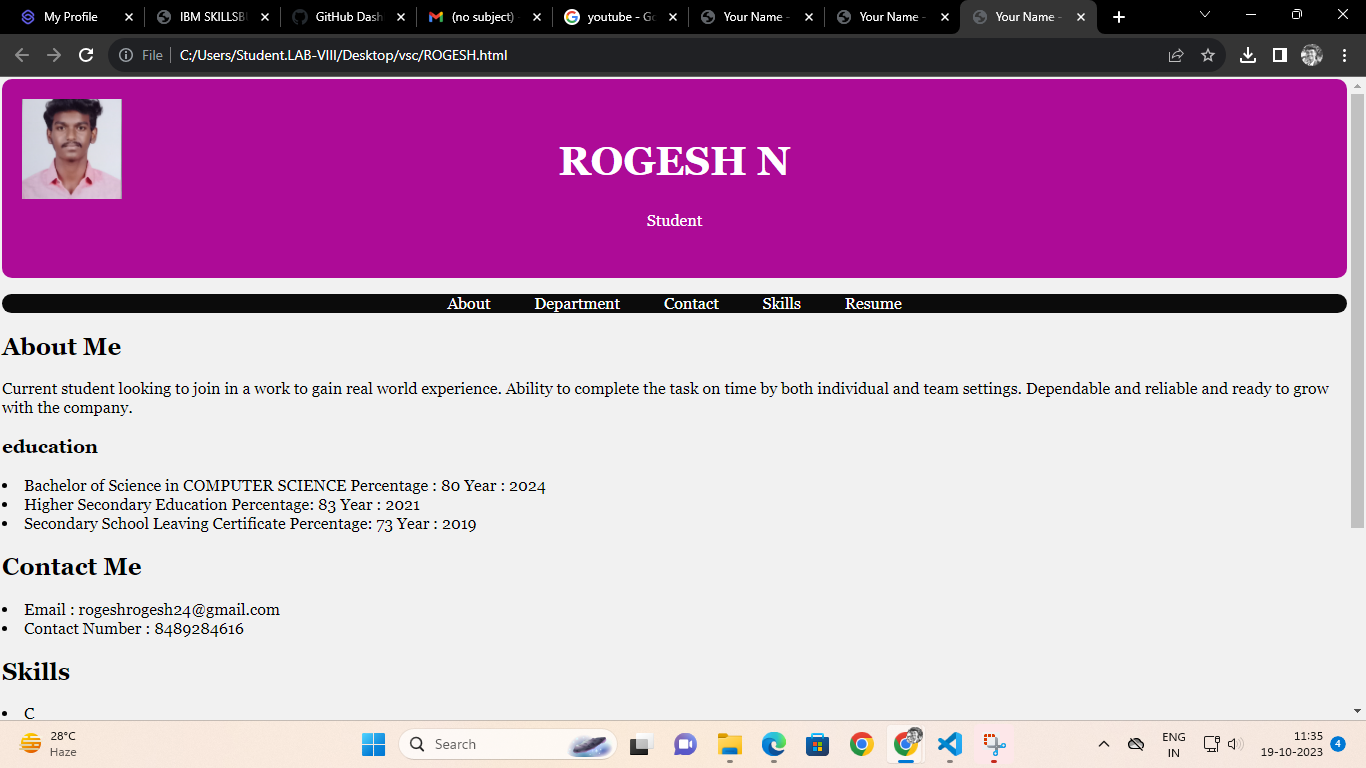 My Profile
IBM SKILLSB
GitHub Dash
(no subject)
youtube - Go
Your Name -
Your Name -
Your Name -
File
C:/Users/Student.LAB-VIII/Desktop/vsc/ROGESH.html
ROGESH N
Student
About Department Contact Skills Resume
About Me
Current student looking to join in a work to gain real world experience. Ability to complete the task on time by both individual and team settings. Dependable and reliable and ready to grow
with the company.
education
• Bachelor of Science in COMPUTER SCIENCE Percentage : 80 Year : 2024
• Higher Secondary Education Percentage: 83 Year : 2021
• Secondary School Leaving Certificate Percentage: 73 Year : 2019
Contact Me
• Email : rogeshrogesh24@gmail.com
• Contact Number : 8489284616
Skills
• C
28°C
Haze
Search
ENG
IN
11:35
19-10-2023
4